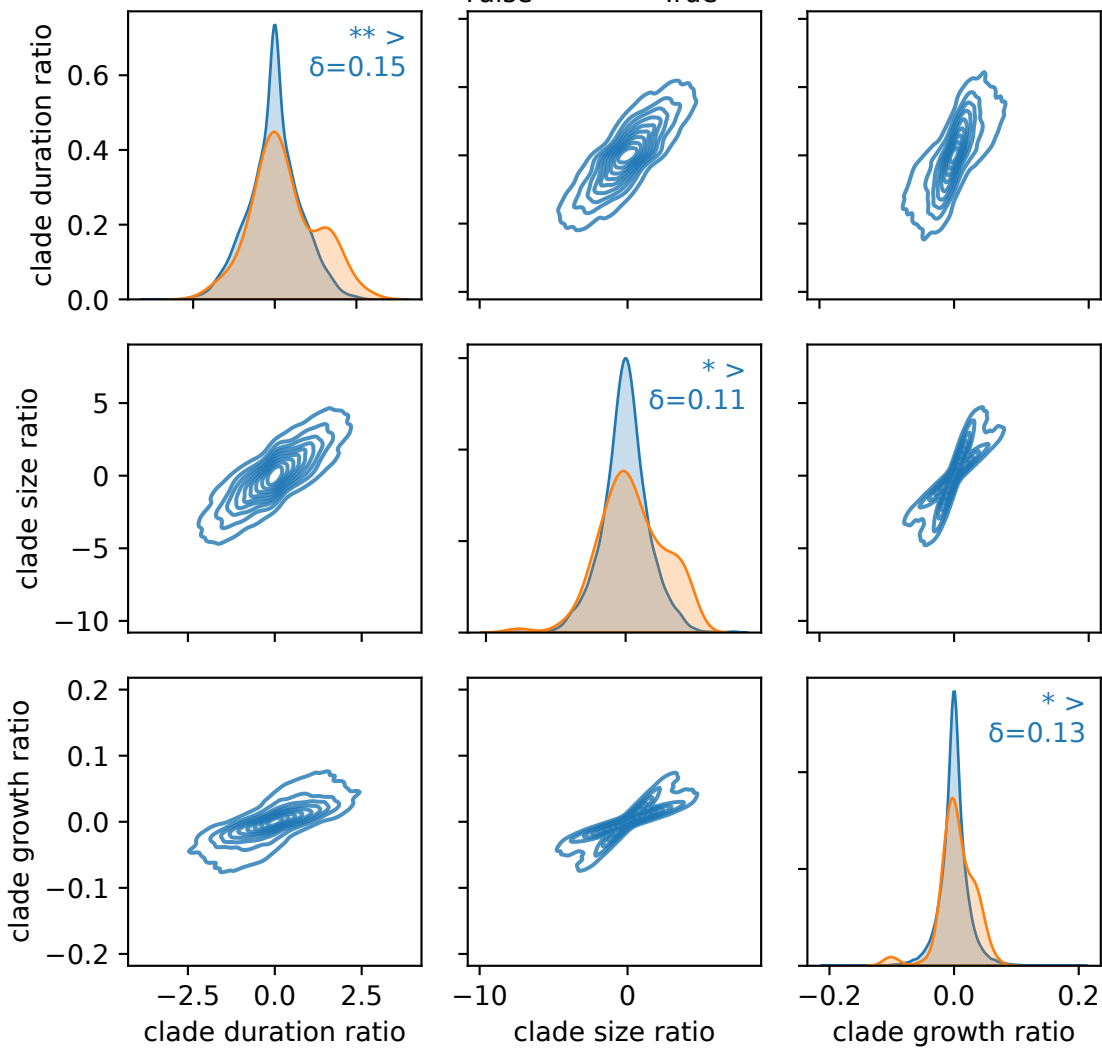 True
clade duration ratio
0.6
0.4
0.2
0.0
** >
δ=0.15
clade size ratio
5
0
−5
−10
* >
δ=0.11
clade growth ratio
0.2
0.1
0.0
−0.1
−0.2
* >
δ=0.13
−2.5 0.0 2.5
−10 0
−0.2 0.0 0.2
clade duration ratio
clade size ratio
clade growth ratio